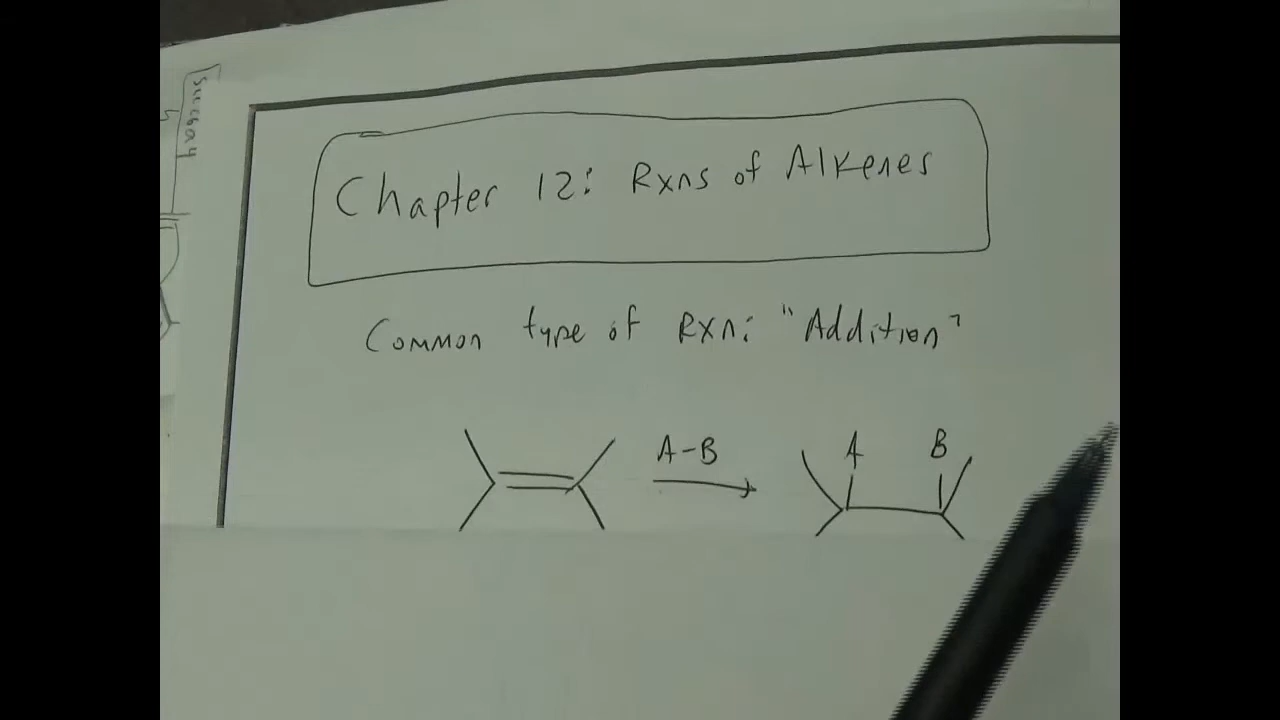 Chapter 12: Rxns of Alkenes
Common type of Rxn: "Addition"
A-B
A B